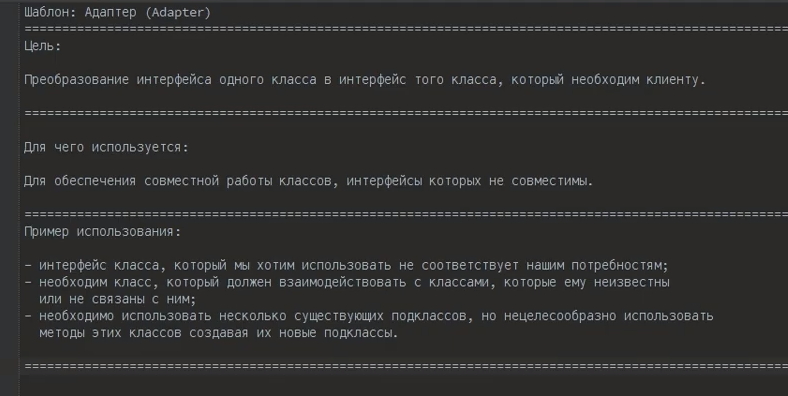 Шаблон: Адаптер (Adapter)
================================================================================================
Цель:
Преобразование интерфейса одного класса в интерфейс того класса, который необходим клиенту.
================================================================================================
Для чего используется:
Для обеспечения совместной работы классов, интерфейсы которых не совместимы.
================================================================================================
Пример использования:
- интерфейс класса, который мы хотим использовать не соответствует нашим потребностям;
- необходим класс, который должен взаимодействовать с классами, которые ему неизвестны
или не связаны с ним;
- необходимо использовать несколько существующих подклассов, но нецелесообразно использовать
методы этих классов создавая их новые подклассы.
================================================================================================